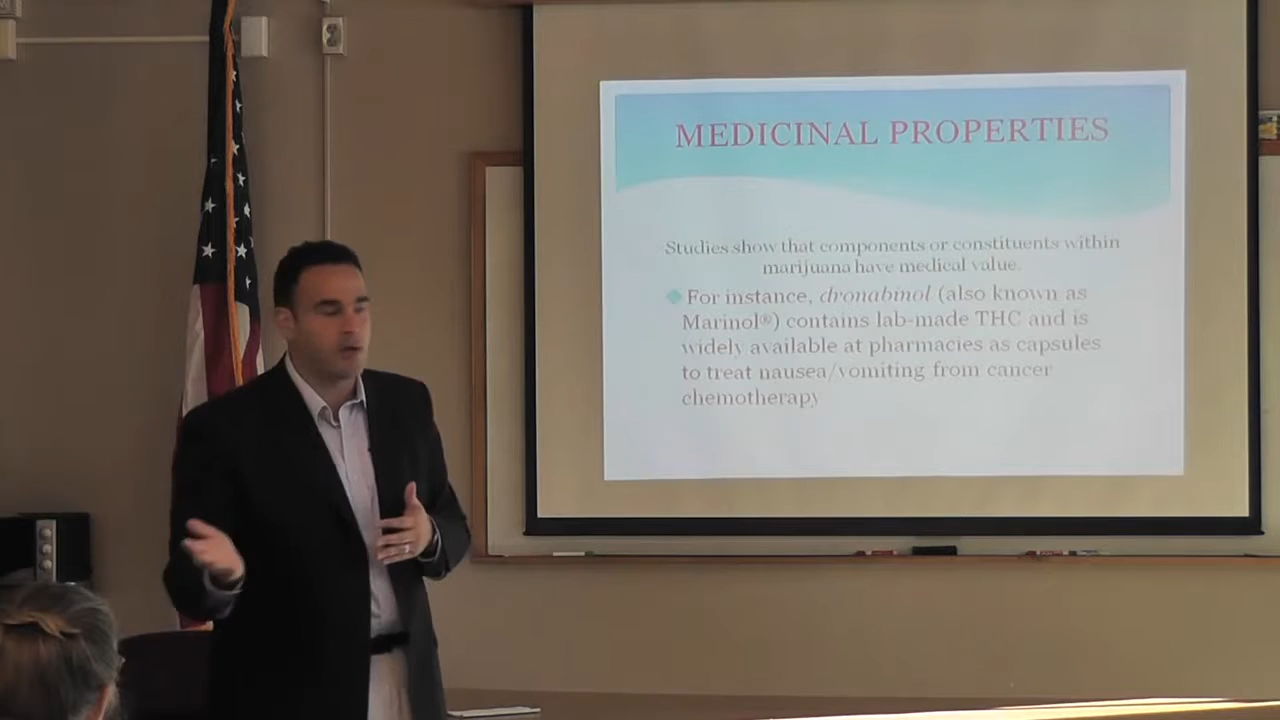 MEDICINAL PROPERTIES
Studies show that components or constituents within
marijuana have medical value.
For instance, dronabinol (also known as
Marinol®) contains lab-made THC and is
widely available at pharmacies as capsules
to treat nausea/vomiting from cancer
chemotherapy